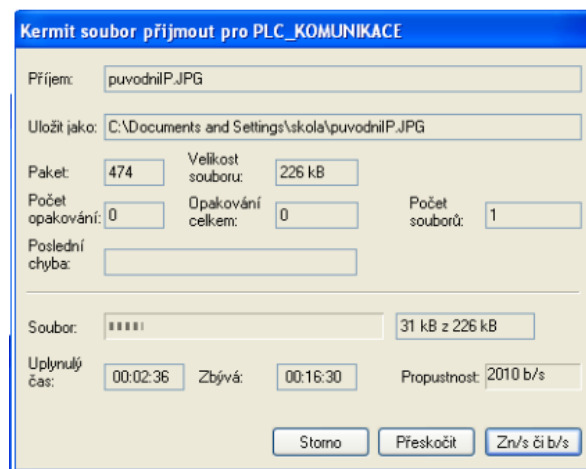 Kermit soubor přijmout pro PLC_KOMUNIKACE
Příjem: puvodniIP.JPG
Uložit jako: C:\Documents and Settings\skola\puvodniIP.JPG
Paket: 474 Velikost souboru: 226 kB
Počet opakování: 0 Opakování celkem: 0 Počet souborů: 1
Poslední chyba:
Soubor: 31 kB z 226 kB
Uplynulý čas: 00:02:36 Zbývá: 00:16:30 Propustnost: 2010 b/s
Storno Přeskočit Zn/s či b/s